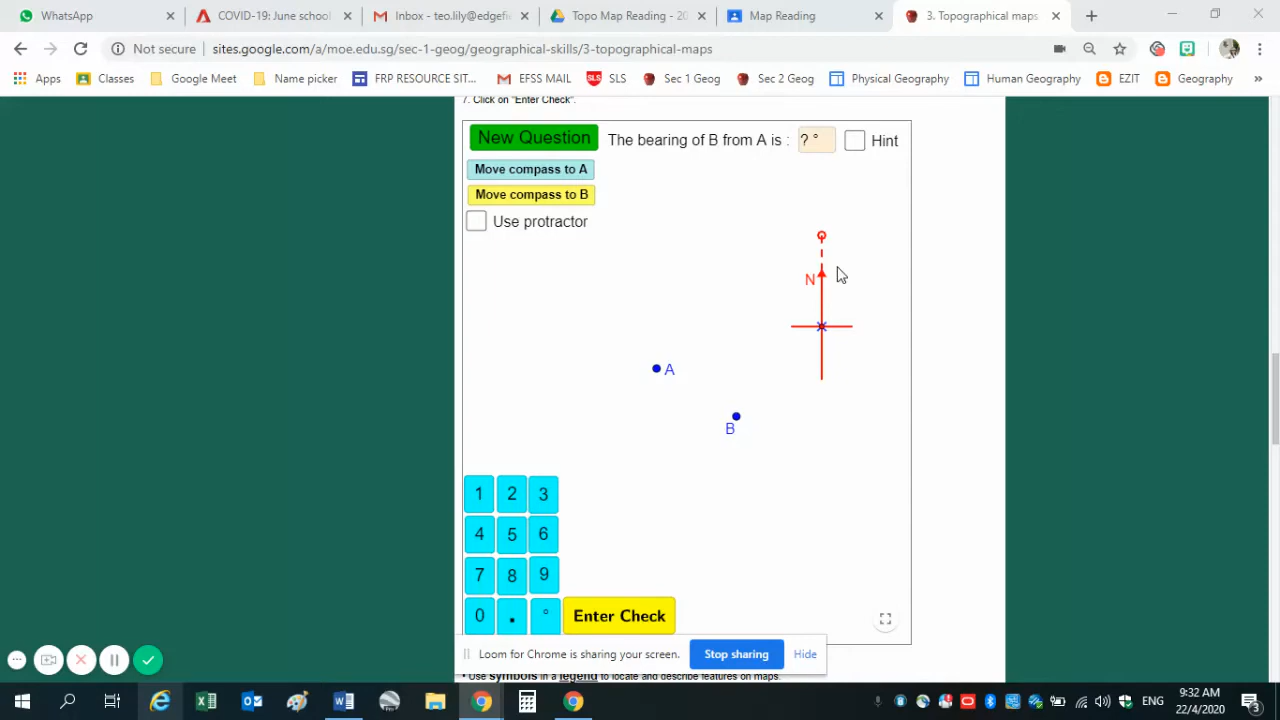 WhatsApp
COVID-19: June school
Inbox - teo.lily@edgefi
Topo Map Reading - 20
Map Reading
3. Topographical maps
Not secure
sites.google.com/a/moe.edu.sg/sec-1-geog/geographical-skills/3-topographical-maps
Apps
Classes
Google Meet
Name picker
FRP RESOURCE SIT...
EFSS MAIL
SLS
SLS
Sec 1 Geog
Sec 2 Geog
Physical Geography
Human Geography
EZIT
Geography
»
7. Click on "Enter Check".
New Question
The bearing of B from A is :
? °
Hint
Move compass to A
Move compass to B
Use protractor
N
A
B
1 2 3
4 5 6
7 8 9
0 . °
Enter Check
Loom for Chrome is sharing your screen.
Stop sharing
Hide
• Use symbols in a legend to locate and describe features on maps.
ENG
9:32 AM
22/4/2020
3